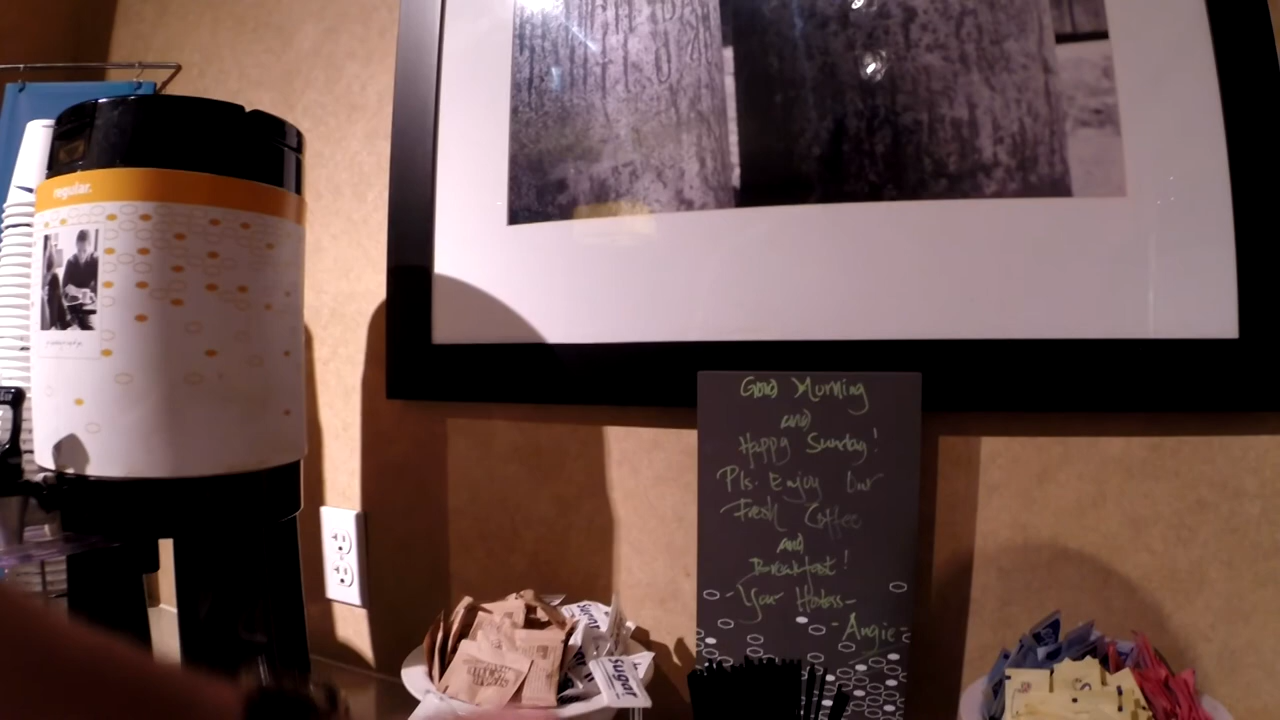 regular.
Good Morning
and
Happy Sunday!
Pls. Enjoy Our
Fresh Coffee
and
Breakfast!
- Your Hostess -
- Angie -
Sugar
Sugar